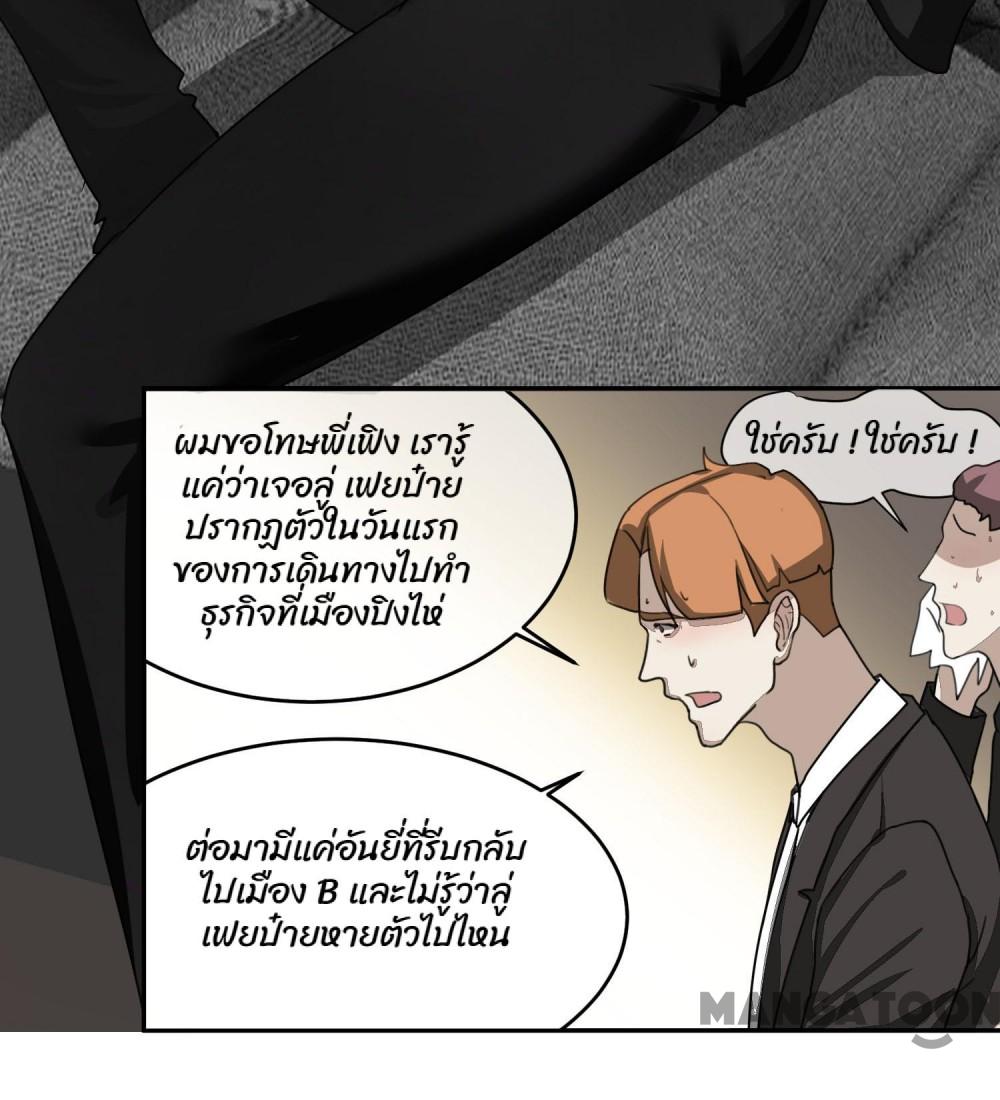 ผมขอโทษพี่เฟิง เรารู้
แค่ว่าเจอลู่ เฟยป๋าย
ปรากฏตัวในวันแรก
ของการเดินทางไปทำ
ธุรกิจที่เมืองปิงไห่
ใช่ครับ ! ใช่ครับ !
ต่อมามีแค่อันยี่ที่รีบกลับ
ไปเมือง B และไม่รู้ว่าลู่
เฟยป๋ายหายตัวไปไหน
MANGATOON